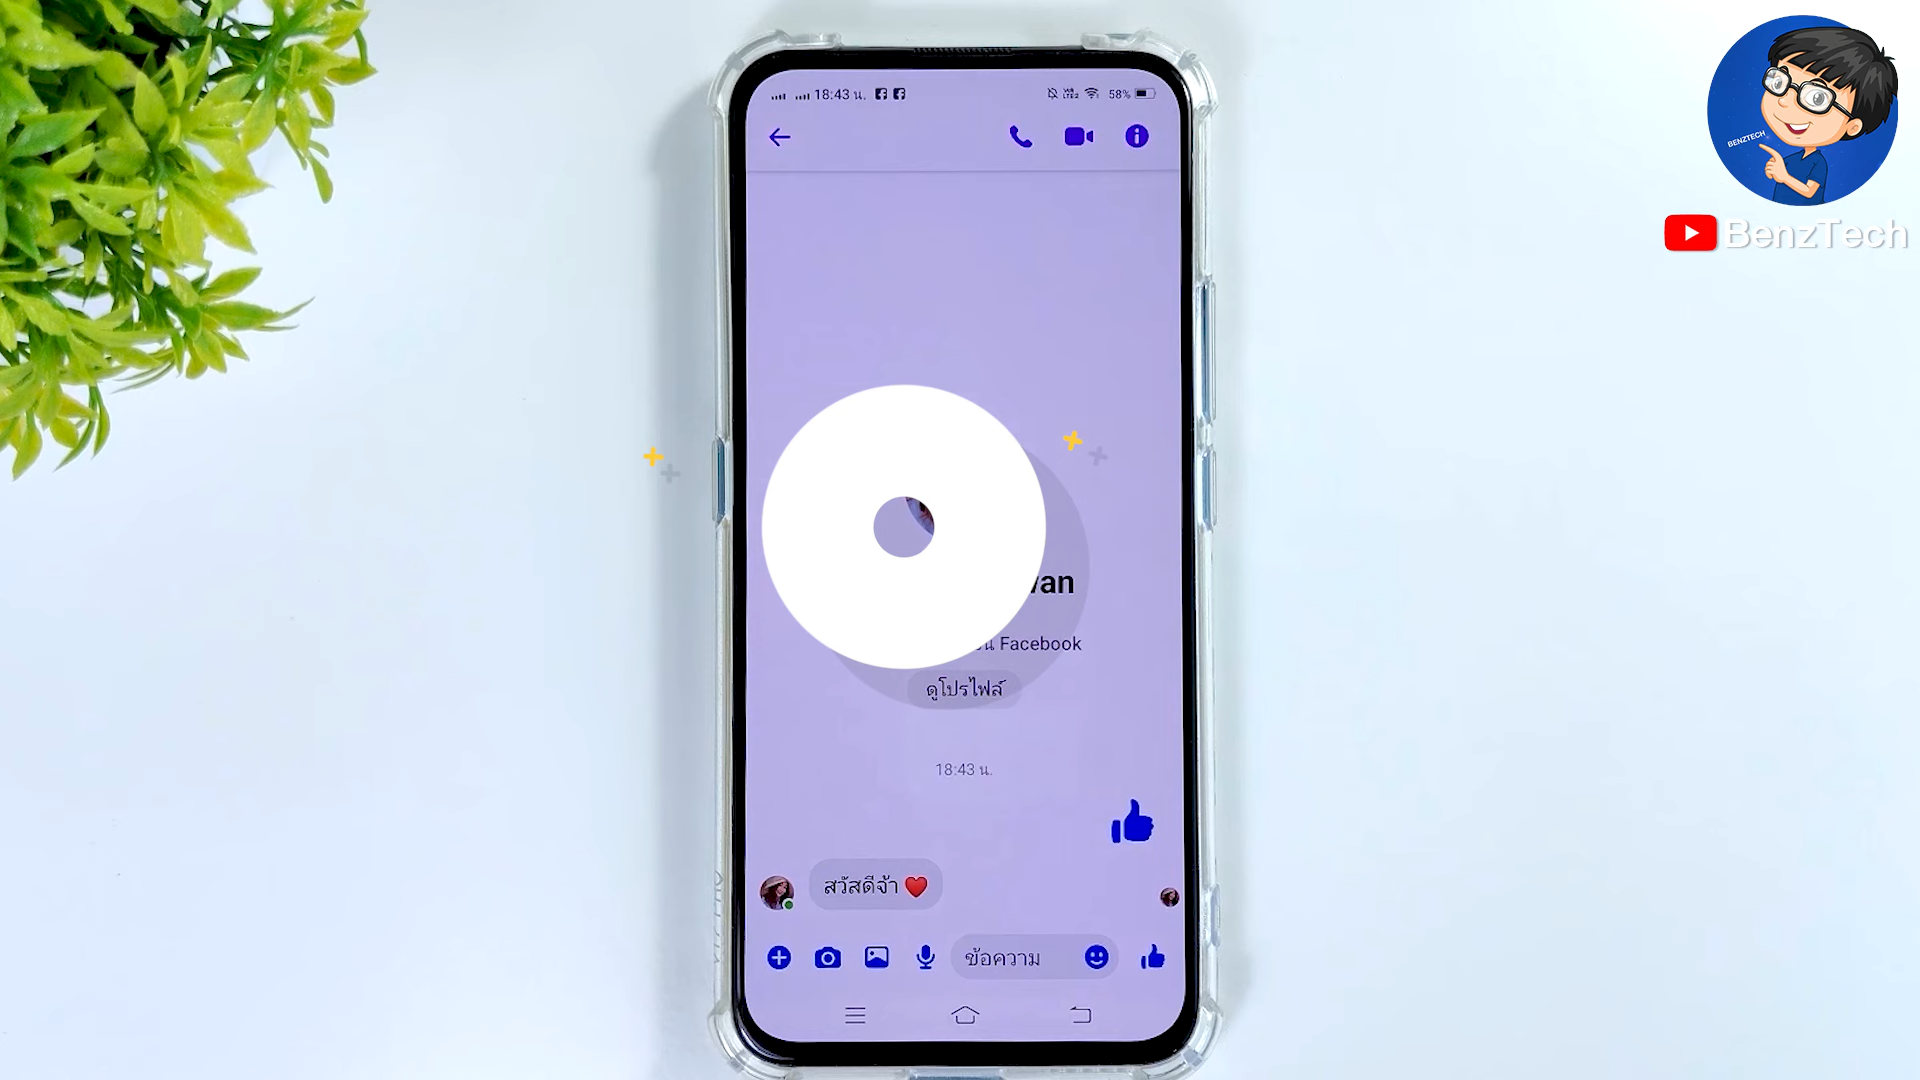 18:43 น.
58%
BENZTECH
BenzTech
van
น Facebook
ดูโปรไฟล์
18:43 น.
สวัสดีจ้า
ข้อความ